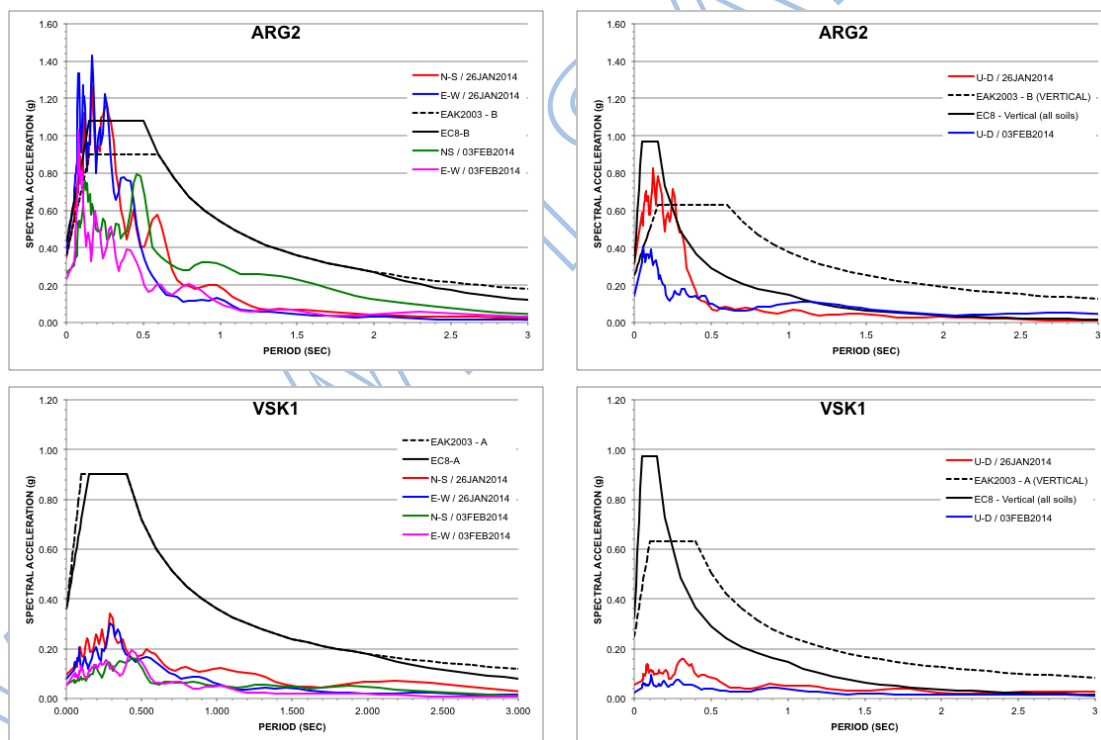 ARG2
SPECTRAL ACCELERATION (g)
1.60
1.40
1.20
1.00
0.80
0.60
0.40
0.20
0.00
N-S / 26JAN2014
E-W / 26JAN2014
EAK2003 - B
EC8-B
NS / 03FEB2014
E-W / 03FEB2014
0
0.5
1
1.5
2
2.5
3
PERIOD (SEC)
ARG2
SPECTRAL ACCELERATION (g)
1.60
1.40
1.20
1.00
0.80
0.60
0.40
0.20
0.00
U-D / 26JAN2014
EAK2003 - B (VERTICAL)
EC8 - Vertical (all soils)
U-D / 03FEB2014
0
0.5
1
1.5
2
2.5
3
PERIOD (SEC)
VSK1
SPECTRAL ACCELERATION (g)
1.20
1.00
0.80
0.60
0.40
0.20
0.00
EAK2003 - A
EC8-A
N-S / 26JAN2014
E-W / 26JAN2014
N-S / 03FEB2014
E-W / 03FEB2014
0.000
0.500
1.000
1.500
2.000
2.500
3.000
PERIOD (SEC)
VSK1
SPECTRAL ACCELERATION (g)
1.20
1.00
0.80
0.60
0.40
0.20
0.00
U-D / 26JAN2014
EAK2003 - A (VERTICAL)
EC8 - Vertical (all soils)
U-D / 03FEB2014
0
0.5
1
1.5
2
2.5
3
PERIOD (SEC)